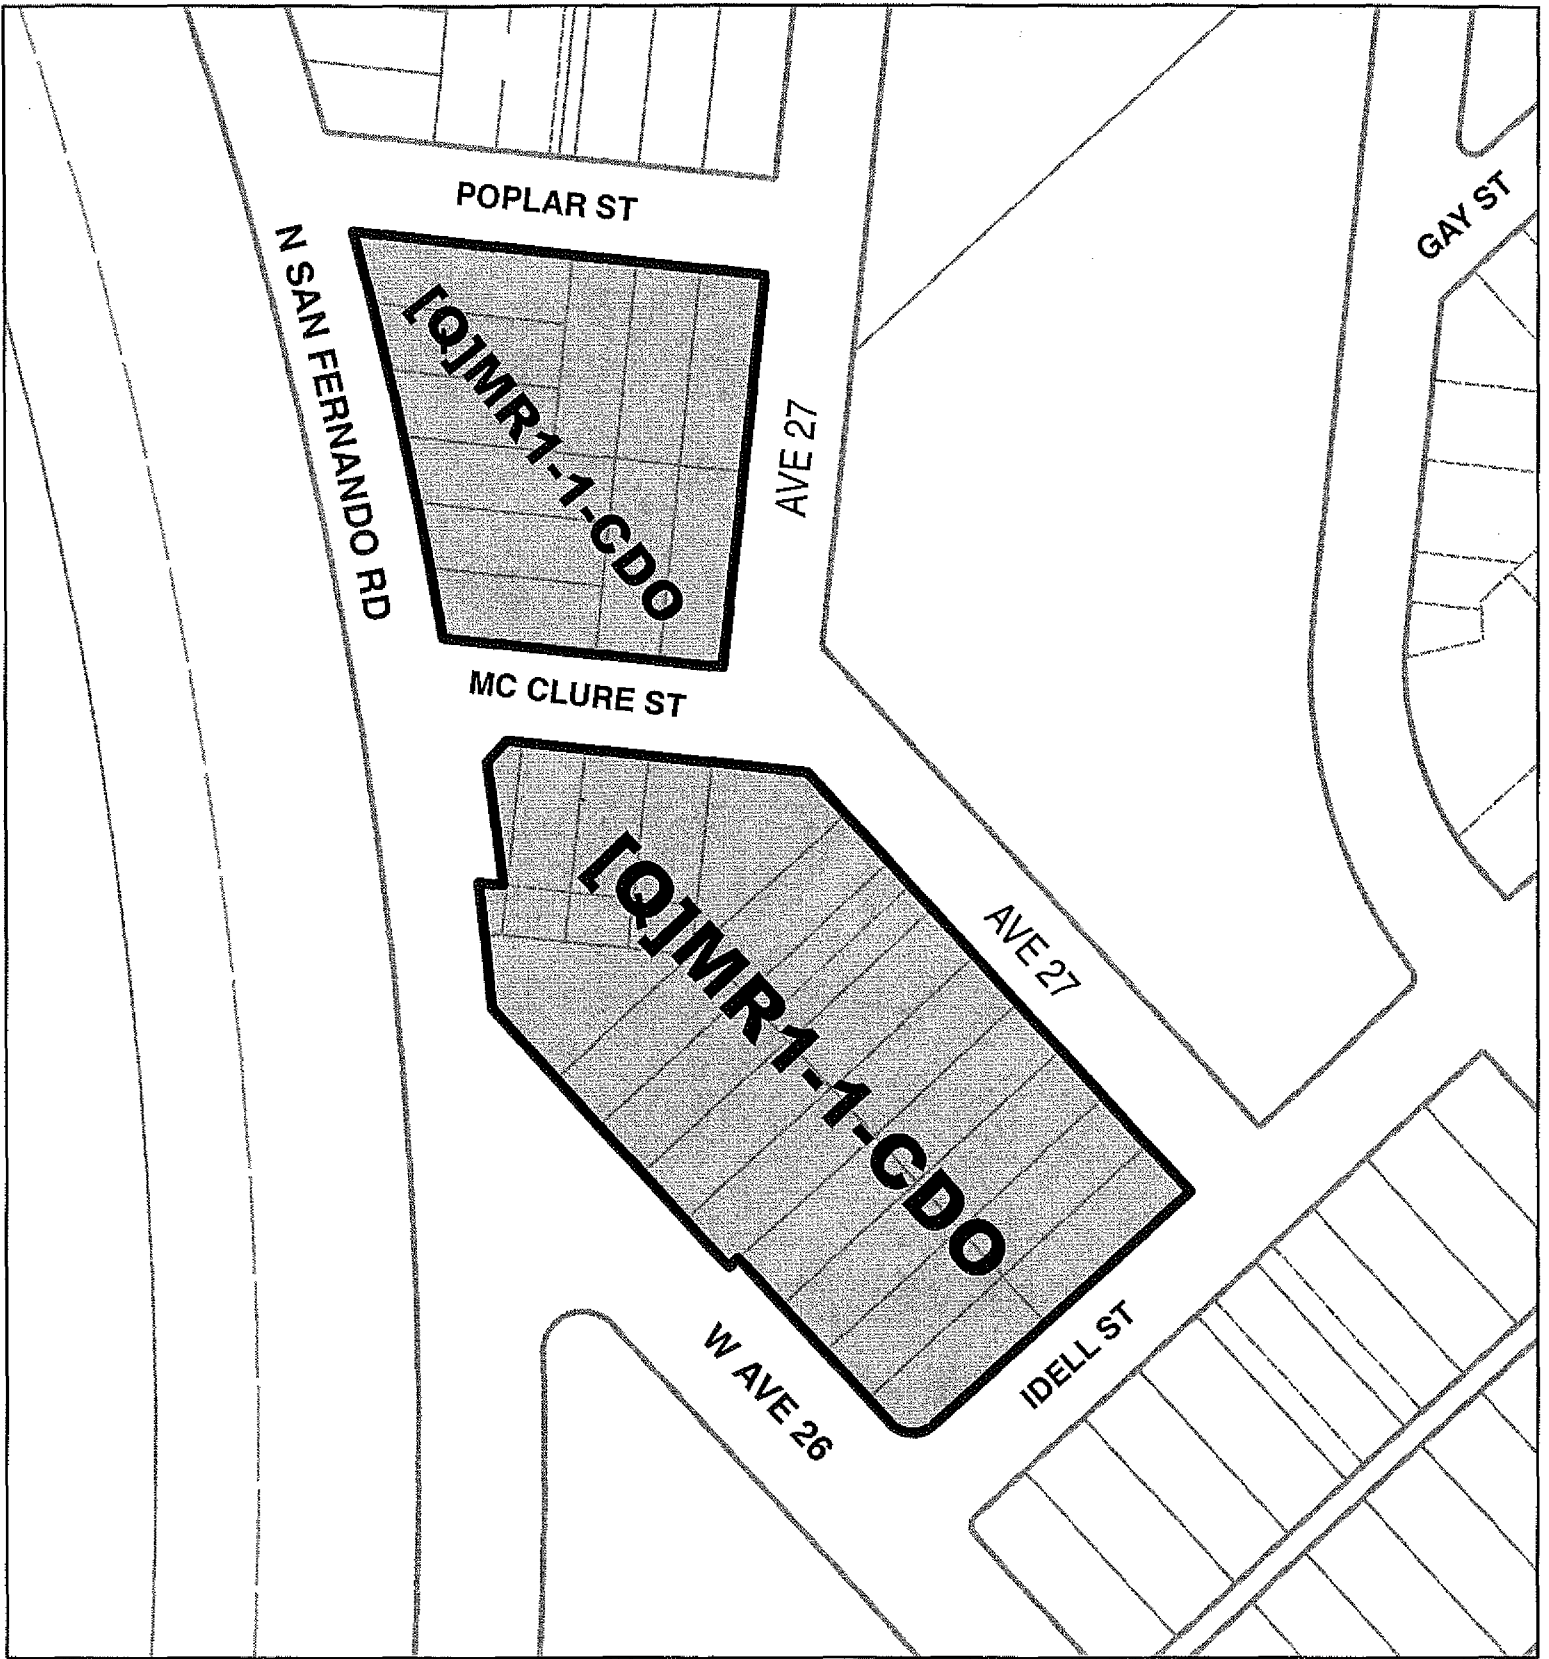 POPLAR ST
GAY ST
N SAN FERNANDO RD
[Q]MR1-1-CDO
AVE 27
MC CLURE ST
[Q]MR1-1-CDO
AVE 27
W AVE 26
IDELL ST